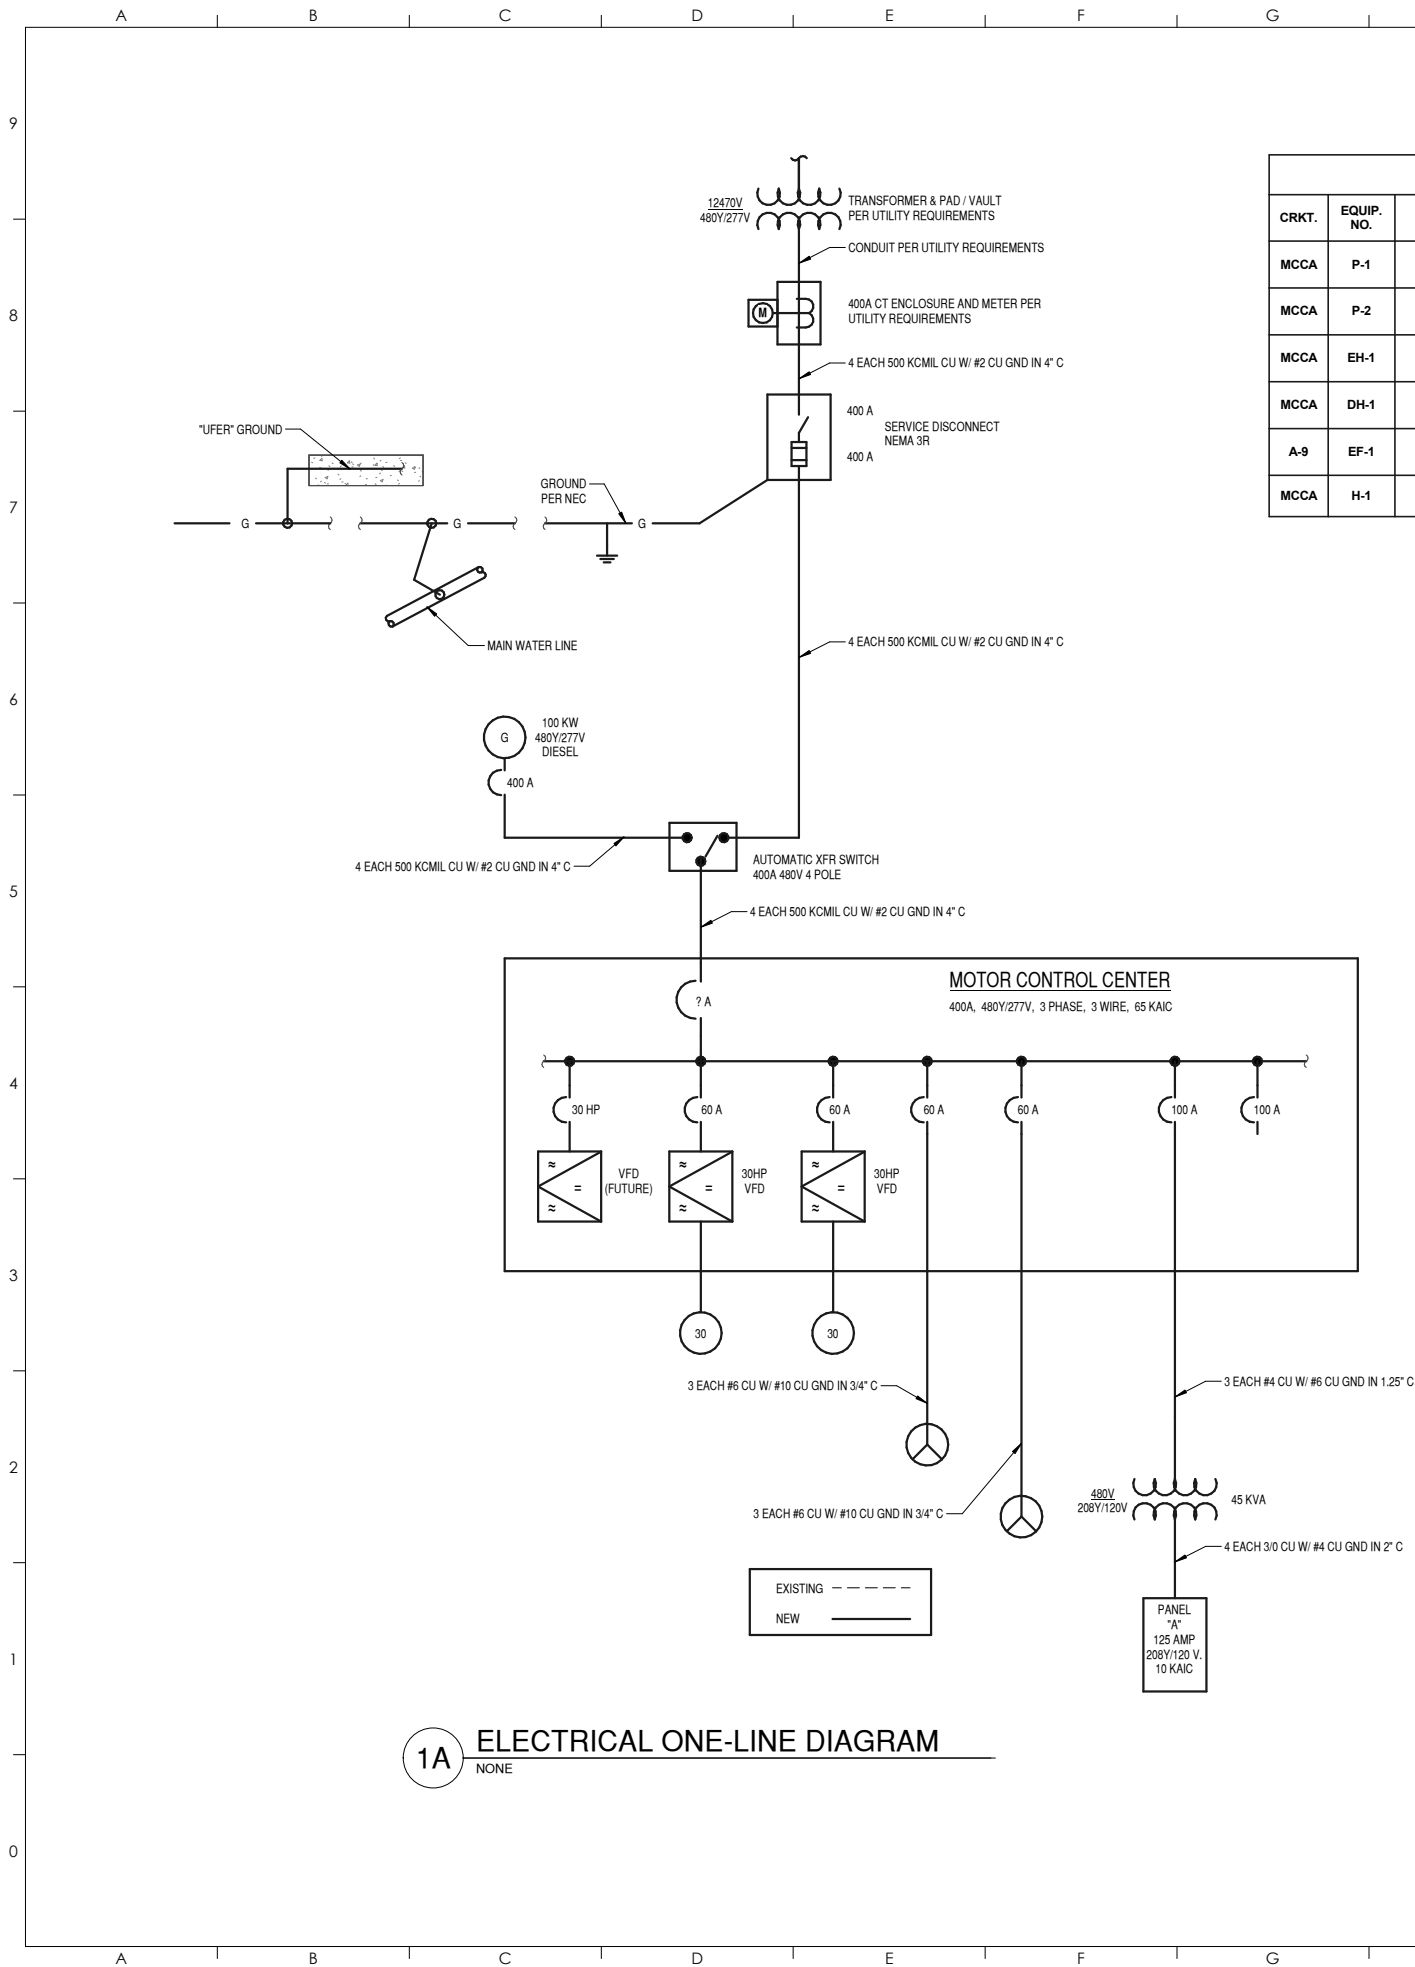 A B C D E F G
9
12470V
480Y/277V
TRANSFORMER & PAD / VAULT
PER UTILITY REQUIREMENTS
CONDUIT PER UTILITY REQUIREMENTS
CRKT. EQUIP. NO.
MCCA P-1
MCCA P-2
MCCA EH-1
MCCA DH-1
A-9 EF-1
MCCA H-1
8
M
400A CT ENCLOSURE AND METER PER
UTILITY REQUIREMENTS
4 EACH 500 KCMIL CU W/ #2 CU GND IN 4" C
400 A
SERVICE DISCONNECT
NEMA 3R
400 A
"UFER" GROUND
GROUND
PER NEC
7
G G G
MAIN WATER LINE
4 EACH 500 KCMIL CU W/ #2 CU GND IN 4" C
6
G
100 KW
480Y/277V
DIESEL
400 A
4 EACH 500 KCMIL CU W/ #2 CU GND IN 4" C
AUTOMATIC XFR SWITCH
400A 480V 4 POLE
5
4 EACH 500 KCMIL CU W/ #2 CU GND IN 4" C
MOTOR CONTROL CENTER
400A, 480Y/277V, 3 PHASE, 3 WIRE, 65 KAIC
? A
4
30 HP 60 A 60 A 60 A 60 A 100 A 100 A
≈ = ≈
VFD
(FUTURE)
≈ = ≈
30HP
VFD
≈ = ≈
30HP
VFD
3
30 30
3 EACH #6 CU W/ #10 CU GND IN 3/4" C
3 EACH #4 CU W/ #6 CU GND IN 1.25" C
2
3 EACH #6 CU W/ #10 CU GND IN 3/4" C
480V
208Y/120V
45 KVA
4 EACH 3/0 CU W/ #4 CU GND IN 2" C
EXISTING
NEW
1
PANEL
"A"
125 AMP
208Y/120 V.
10 KAIC
1A
ELECTRICAL ONE-LINE DIAGRAM
NONE
0
A B C D E F G